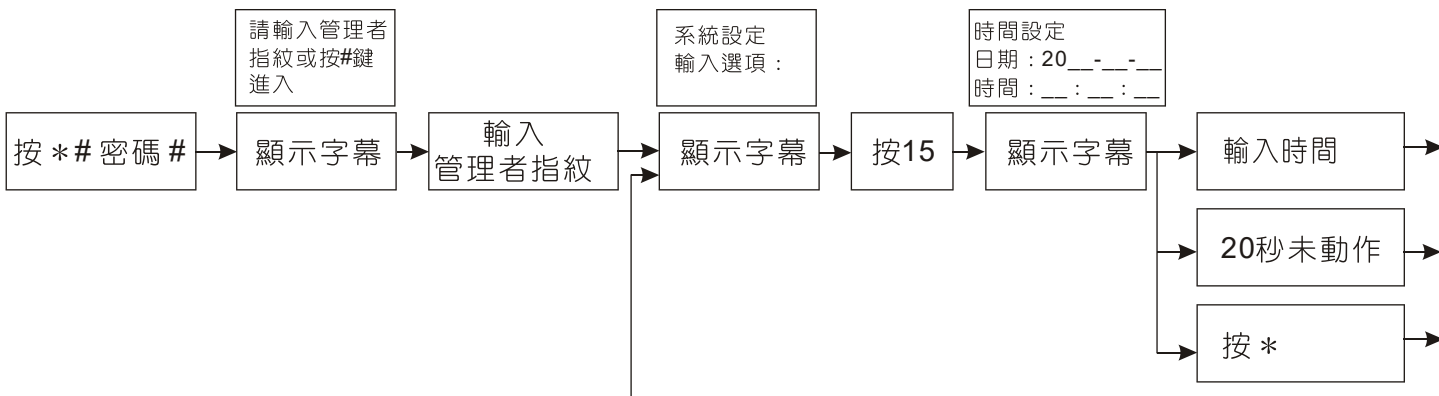 請輸入管理者
指紋或按#鍵
進入
系統設定
輸入選項：
時間設定
日期：20__-__-__
時間：__：__：__
按＊# 密碼 #
顯示字幕
輸入
管理者指紋
顯示字幕
按15
顯示字幕
輸入時間
20秒未動作
按＊